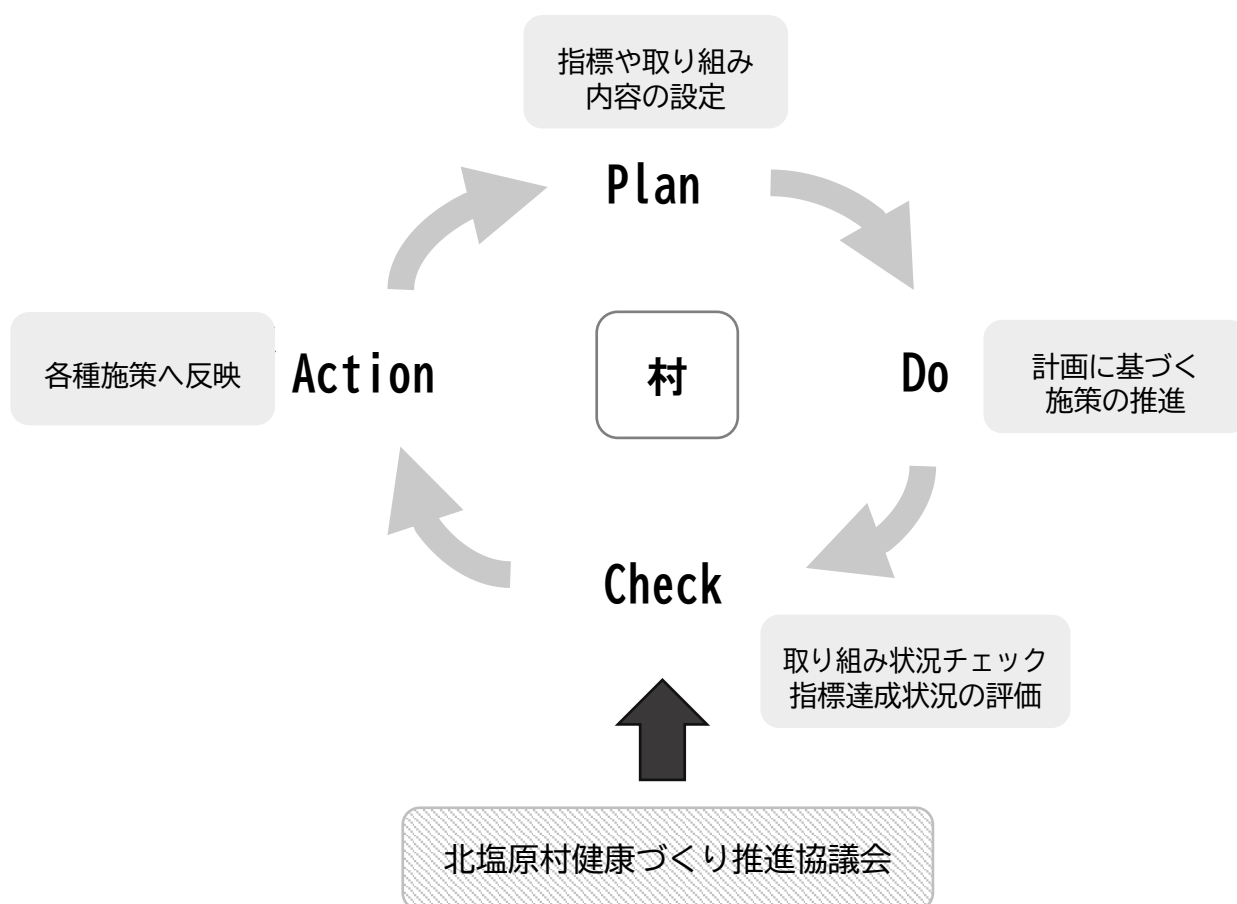 指標や取り組み
内容の設定
Plan
各種施策へ反映
Action
村
Do
計画に基づく
施策の推進
Check
取り組み状況チェック
指標達成状況の評価
北塩原村健康づくり推進協議会